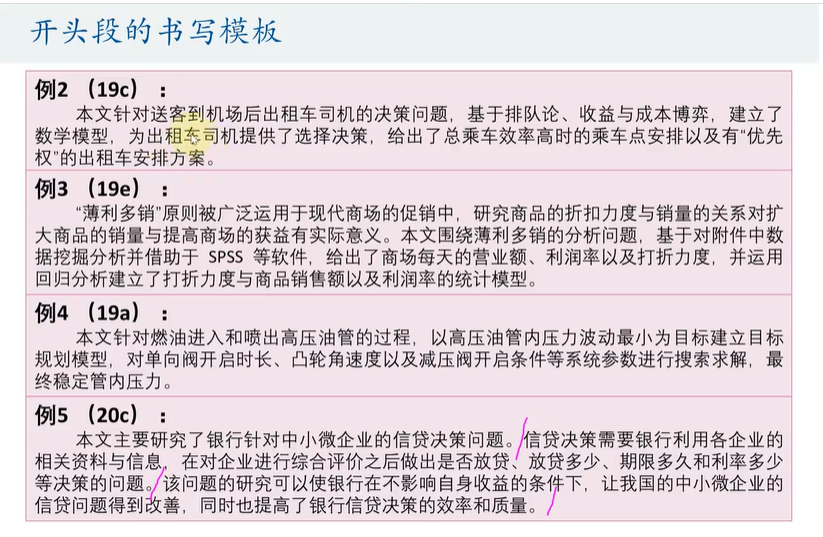 开头段的书写模板
例2 （19c）：
本文针对送客到机场后出租车司机的决策问题，基于排队论、收益与成本博弈，建立了
数学模型，为出租车司机提供了选择决策，给出了总乘车效率高时的乘车点安排以及有“优先
权”的出租车安排方案。
例3 （19e）：
“薄利多销”原则被广泛运用于现代商场的促销中，研究商品的折扣力度与销量的关系对扩
大商品的销量与提高商场的获益有实际意义。本文围绕薄利多销的分析问题，基于对附件中数
据挖掘分析并借助于 SPSS 等软件，给出了商场每天的营业额、利润率以及打折力度，并运用
回归分析建立了打折力度与商品销售额以及利润率的统计模型。
例4 （19a）：
本文针对燃油进入和喷出高压油管的过程，以高压油管内压力波动最小为目标建立目标
规划模型，对单向阀开启时长、凸轮角速度以及减压阀开启条件等系统参数进行搜索求解，最
终稳定管内压力。
例5 （20c）：
本文主要研究了银行针对中小微企业的信贷决策问题。信贷决策需要银行利用各企业的
相关资料与信息，在对企业进行综合评价之后做出是否放贷、放贷多少、期限多久和利率多少
等决策的问题。该问题的研究可以使银行在不影响自身收益的条件下，让我国的中小微企业的
信贷问题得到改善，同时也提高了银行信贷决策的效率和质量。